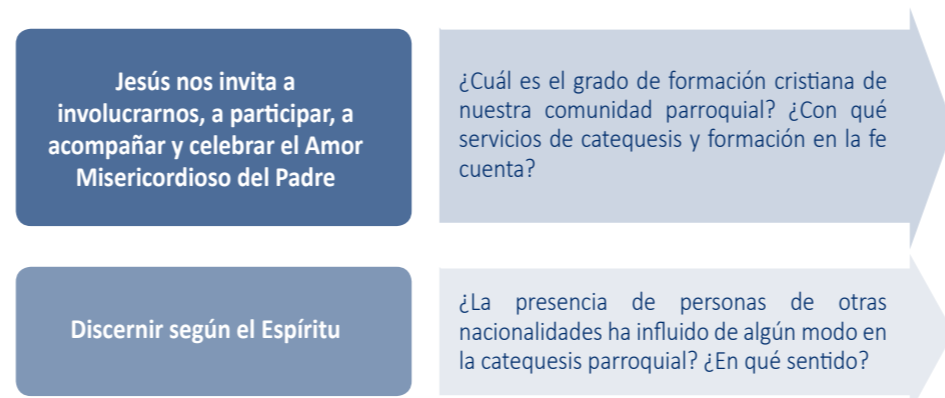 Jesús nos invita a
involucrarnos, a participar, a
acompañar y celebrar el Amor
Misericordioso del Padre
¿Cuál es el grado de formación cristiana de
nuestra comunidad parroquial? ¿Con qué
servicios de catequesis y formación en la fe
cuenta?
Discernir según el Espíritu
¿La presencia de personas de otras
nacionalidades ha influido de algún modo en
la catequesis parroquial? ¿En qué sentido?